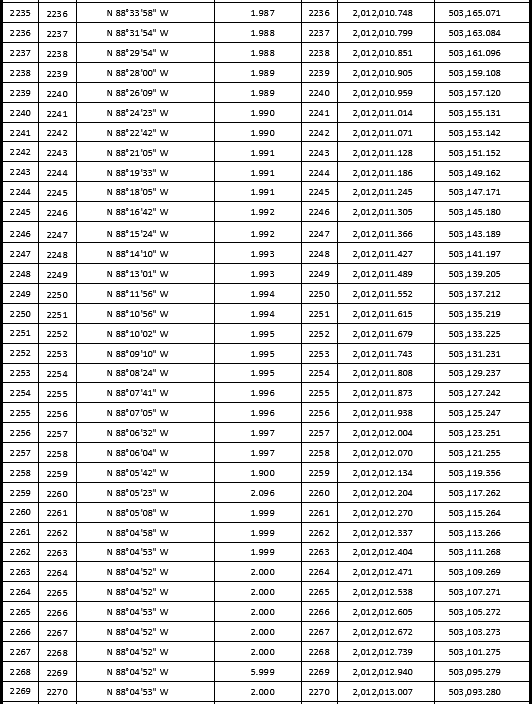 2235 2236 N 88°33'58" W 1.987 2236 2,012,010.748 503,165.071
2236 2237 N 88°31'54" W 1.988 2237 2,012,010.799 503,163.084
2237 2238 N 88°29'54" W 1.989 2238 2,012,010.851 503,161.096
2238 2239 N 88°28'00" W 1.989 2239 2,012,010.905 503,159.108
2239 2240 N 88°26'09" W 1.989 2240 2,012,010.959 503,157.120
2240 2241 N 88°24'23" W 1.990 2241 2,012,011.014 503,155.131
2241 2242 N 88°22'42" W 1.990 2242 2,012,011.071 503,153.142
2242 2243 N 88°21'05" W 1.991 2243 2,012,011.128 503,151.152
2243 2244 N 88°19'33" W 1.991 2244 2,012,011.186 503,149.162
2244 2245 N 88°18'05" W 1.991 2245 2,012,011.245 503,147.171
2245 2246 N 88°16'42" W 1.992 2246 2,012,011.305 503,145.180
2246 2247 N 88°15'24" W 1.992 2247 2,012,011.366 503,143.189
2247 2248 N 88°14'10" W 1.993 2248 2,012,011.427 503,141.197
2248 2249 N 88°13'01" W 1.993 2249 2,012,011.489 503,139.205
2249 2250 N 88°11'56" W 1.994 2250 2,012,011.552 503,137.212
2250 2251 N 88°10'56" W 1.994 2251 2,012,011.615 503,135.219
2251 2252 N 88°10'02" W 1.995 2252 2,012,011.679 503,133.225
2252 2253 N 88°09'10" W 1.995 2253 2,012,011.743 503,131.231
2253 2254 N 88°08'24" W 1.995 2254 2,012,011.808 503,129.237
2254 2255 N 88°07'41" W 1.996 2255 2,012,011.873 503,127.242
2255 2256 N 88°07'05" W 1.996 2256 2,012,011.938 503,125.247
2256 2257 N 88°06'32" W 1.997 2257 2,012,012.004 503,123.251
2257 2258 N 88°06'04" W 1.997 2258 2,012,012.070 503,121.255
2258 2259 N 88°05'42" W 1.900 2259 2,012,012.134 503,119.356
2259 2260 N 88°05'23" W 2.096 2260 2,012,012.204 503,117.262
2260 2261 N 88°05'08" W 1.999 2261 2,012,012.270 503,115.264
2261 2262 N 88°04'58" W 1.999 2262 2,012,012.337 503,113.266
2262 2263 N 88°04'53" W 1.999 2263 2,012,012.404 503,111.268
2263 2264 N 88°04'52" W 2.000 2264 2,012,012.471 503,109.269
2264 2265 N 88°04'52" W 2.000 2265 2,012,012.538 503,107.271
2265 2266 N 88°04'53" W 2.000 2266 2,012,012.605 503,105.272
2266 2267 N 88°04'52" W 2.000 2267 2,012,012.672 503,103.273
2267 2268 N 88°04'52" W 2.000 2268 2,012,012.739 503,101.275
2268 2269 N 88°04'52" W 5.999 2269 2,012,012.940 503,095.279
2269 2270 N 88°04'53" W 2.000 2270 2,012,013.007 503,093.280